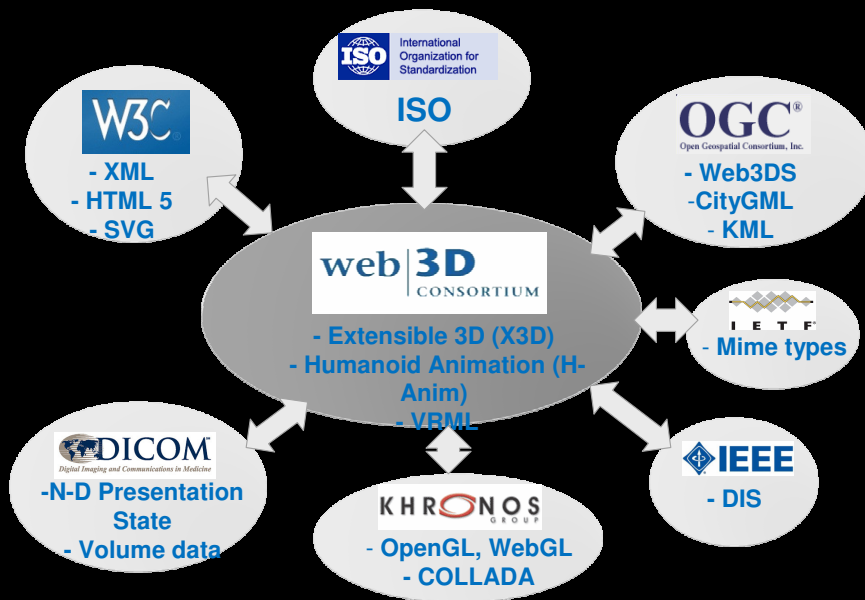 ISO
International
Organization for
Standardization
ISO
W3C®
- XML
- HTML 5
- SVG
OGC®
Open Geospatial Consortium, Inc.
- Web3DS
-CityGML
- KML
web|3D
CONSORTIUM
- Extensible 3D (X3D)
- Humanoid Animation (H-
Anim)
- VRML
I E T F®
- Mime types
DICOM
Digital Imaging and Communications in Medicine
-N-D Presentation
State
- Volume data
KHRONOS
GROUP
- OpenGL, WebGL
- COLLADA
IEEE
- DIS